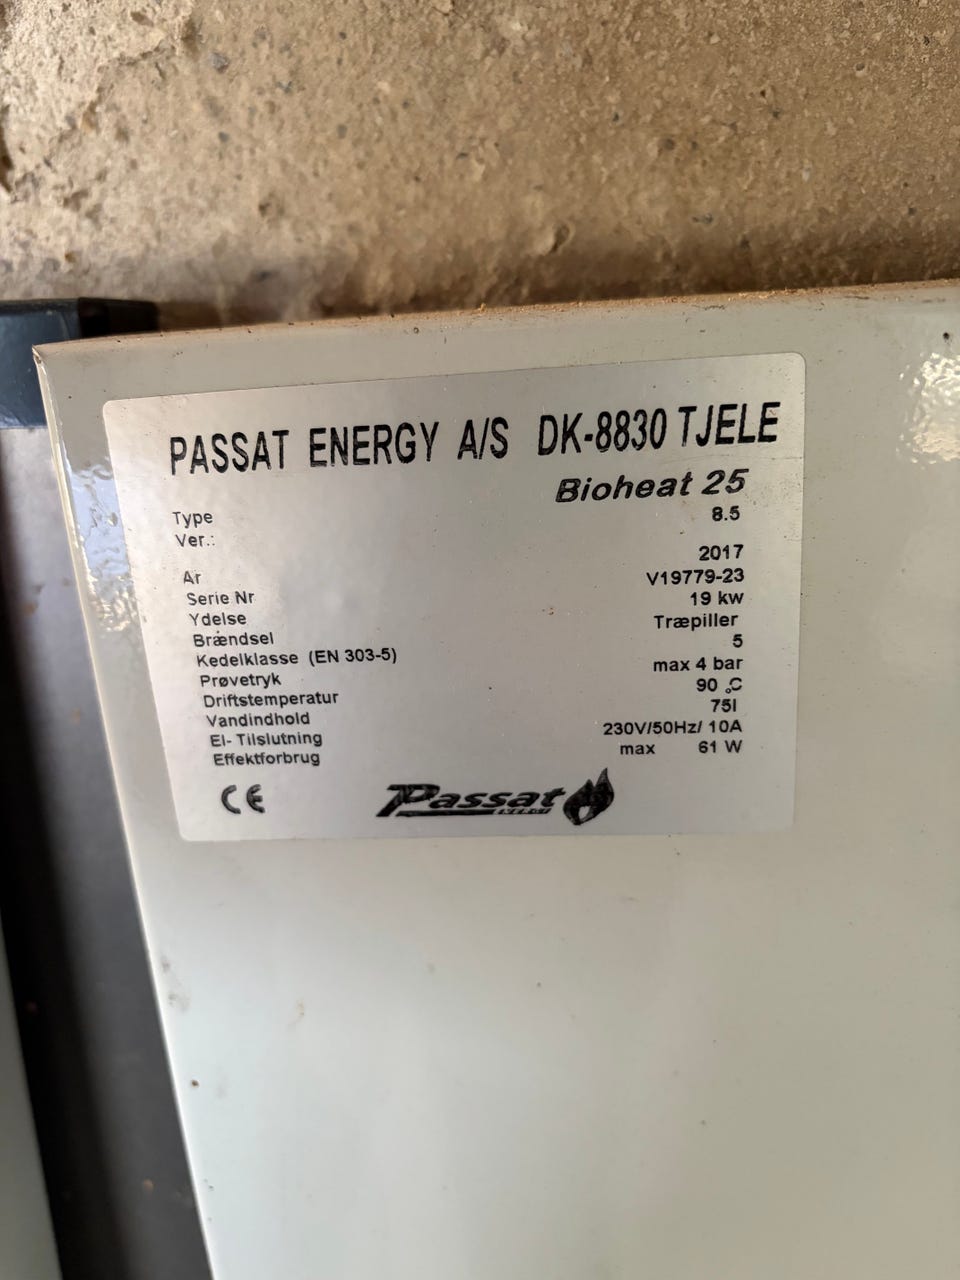 PASSAT ENERGY A/S DK-8830 TJELE
Bioheat 25
Type 8.5
Ver.:
År 2017
Serie Nr V19779-23
Ydelse 19 kw
Brændsel Træpiller
Kedelklasse (EN 303-5) 5
Prøvetryk max 4 bar
Driftstemperatur 90 °C
Vandindhold 75l
El- Tilslutning 230V/50Hz/ 10A
Effektforbrug max 61 W
CE Passat ENERGI